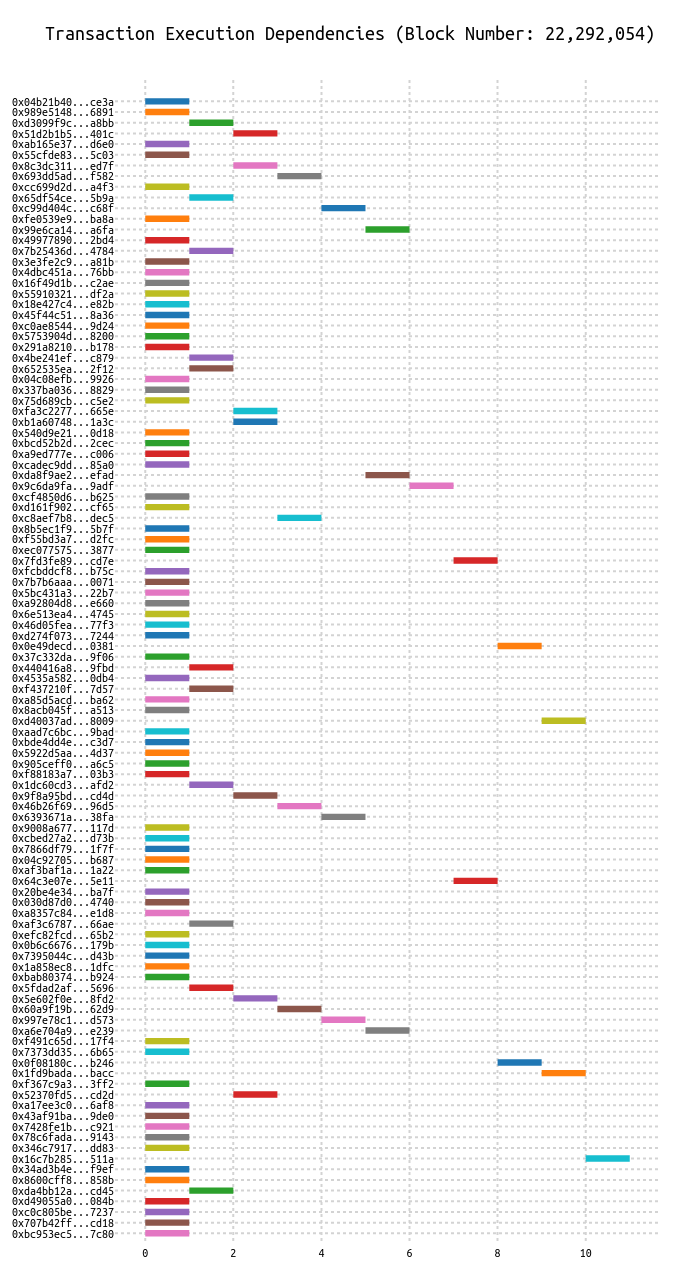 Transaction Execution Dependencies (Block Number: 22,292,054)
0x04b21b40...ce3a
0x989e5148...6891
0xd3099f9c...a8bb
0x51d2b1b5...401c
0xab165e37...d6e0
0x55cfde83...5c03
0x8c3dc311...ed7f
0x693dd5ad...f582
0xcc699d2d...a4f3
0x65df54ce...5b9a
0xc99d404c...c68f
0xfe0539e9...ba8a
0x99e6ca14...a6fa
0x49977890...2bd4
0x7b25436d...4784
0x3e3fe2c9...a81b
0x4dbc451a...76bb
0x16f49d1b...c2ae
0x55910321...df2a
0x18e427c4...e82b
0x45f44c51...8a36
0xc0ae8544...9d24
0x5753904d...8200
0x291a8210...b178
0x4be241ef...c879
0x652535ea...2f12
0x04c08efb...9926
0x337ba036...8829
0x75d689cb...c5e2
0xfa3c2277...665e
0xb1a60748...1a3c
0x540d9e21...0d18
0xbcd52b2d...2cec
0xa9ed777e...c006
0xcadec9dd...85a0
0xda8f9ae2...efad
0x9c6da9fa...9adf
0xcf4850d6...b625
0xd161f902...cf65
0xc8aef7b8...dec5
0x8b5ec1f9...5b7f
0xf55bd3a7...d2fc
0xec077575...3877
0x7fd3fe89...cd7e
0xfcbddcf8...b75c
0x7b7b6aaa...0071
0x5bc431a3...22b7
0xa92804d8...e660
0x6e513ea4...4745
0x46d05fea...77f3
0xd274f073...7244
0x0e49decd...0381
0x37c332da...9f06
0x440416a8...9fbd
0x4535a582...0db4
0xf437210f...7d57
0xa85d5acd...ba62
0x8acb045f...a513
0xd40037ad...8009
0xaad7c6bc...9bad
0xbde4dd4e...c3d7
0x5922d5aa...4d37
0x905ceff0...a6c5
0xf88183a7...03b3
0x1dc60cd3...afd2
0x9f8a95bd...cd4d
0x46b26f69...96d5
0x6393671a...38fa
0x9008a677...117d
0xcbed27a2...d73b
0x7866df79...1f7f
0x04c92705...b687
0xaf3baf1a...1a22
0x64c3e07e...5e11
0x20be4e34...ba7f
0x030d87d0...4740
0xa8357c84...e1d8
0xaf3c6787...66ae
0xefc82fcd...65b2
0x0b6c6676...179b
0x7395044c...d43b
0x1a858ec8...1dfc
0xbab80374...b924
0x5fdad2af...5696
0x5e602f0e...8fd2
0x60a9f19b...62d9
0x997e78c1...d573
0xa6e704a9...e239
0xf491c65d...17f4
0x7373dd35...6b65
0x0f08180c...b246
0x1fd9bada...bacc
0xf367c9a3...3ff2
0x52370fd5...cd2d
0xa17ee3c0...6af8
0x43af91ba...9de0
0x7428fe1b...c921
0x78c6fada...9143
0x346c7917...dd83
0x16c7b285...511a
0x34ad3b4e...f9ef
0x8600cff8...858b
0xda4bb12a...cd45
0xd49055a0...084b
0xc0c805be...7237
0x707b42ff...cd18
0xbc953ec5...7c80
0 2 4 6 8 10